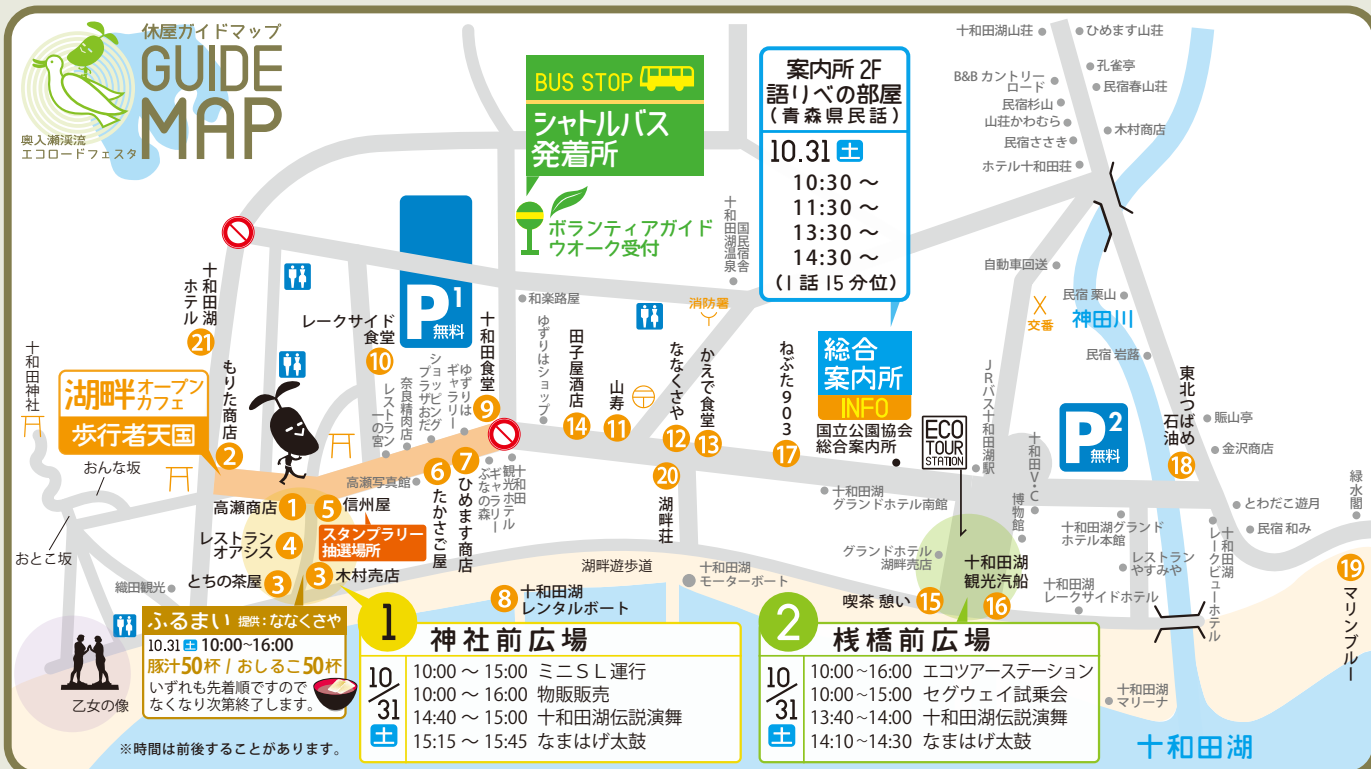 休屋ガイドマップ
GUIDE
MAP
奥入瀬渓流
エコロードフェスタ
BUS STOP
シャトルバス
発着所
ボランティアガイド
ウオーク受付
案内所 2F
語りべの部屋
(青森県民話)
10.31 土
10:30 ～
11:30 ～
13:30 ～
14:30 ～
(1話15分位)
総合
案内所
INFO
国立公園協会
総合案内所
ECO
TOUR
STATION
十和田湖山荘
ひめます山荘
孔雀亭
B&B カントリー
ロード
民宿春山荘
民宿杉山
山荘かわむら
木村商店
民宿ささき
ホテル十和田荘
自動車回送
交番
民宿 栗山
神田川
民宿 岩蕗
P1
無料
P2
無料
国民宿舎
十和田湖温泉
消防署
和楽路屋
十和田湖
ホテル
21
レークサイド
食堂
10
十和田食堂
9
ゆずりは
ギャラリー
ショッピング
プラザおだ
奈良精肉店
レストラン
一の宮
ゆずりはショップ
田子屋酒店
14
山寿
11
ななくさや
12
かえで食堂
13
ねぶた903
17
JRバス十和田湖駅
十和田V・C
博物館
東北つばめ
石油
18
賑山亭
金沢商店
とわだこ遊月
民宿 和み
緑水閣
19
マリンブルー
十和田神社
おんな坂
おとこ坂
湖畔オープン
カフェ
歩行者天国
もりた商店
2
高瀬商店 1
5 信州屋
レストラン
オアシス 4
とちの茶屋 3
3 木村売店
スタンプラリー
抽選場所
高瀬写真館
6
たかさご屋
7
ひめます商店
ぶなの森
ギャラリー
十和田
観光ホテル
20
湖畔荘
織田観光
湖畔遊歩道
8 十和田湖
レンタルボート
十和田湖
モーターボート
十和田湖
グランドホテル南館
グランドホテル
湖畔売店
喫茶 憩い 15
十和田湖
観光汽船
16
十和田湖グランド
ホテル本館
レストラン
やすみや
十和田湖
レークサイドホテル
十和田湖
レークビューホテル
十和田湖
マリーナ
十和田湖
乙女の像
ふるまい 提供：ななくさや
10.31 土 10:00~16:00
豚汁50杯 / おしるこ50杯
いずれも先着順ですので
なくなり次第終了します。
※時間は前後することがあります。
1 神社前広場
10/31 土
10:00 ～ 15:00 ミニSL運行
10:00 ～ 16:00 物販販売
14:40 ～ 15:00 十和田湖伝説演舞
15:15 ～ 15:45 なまはげ太鼓
2 桟橋前広場
10/31 土
10:00~16:00 エコツアーステーション
10:00~15:00 セグウェイ試乗会
13:40~14:00 十和田湖伝説演舞
14:10~14:30 なまはげ太鼓